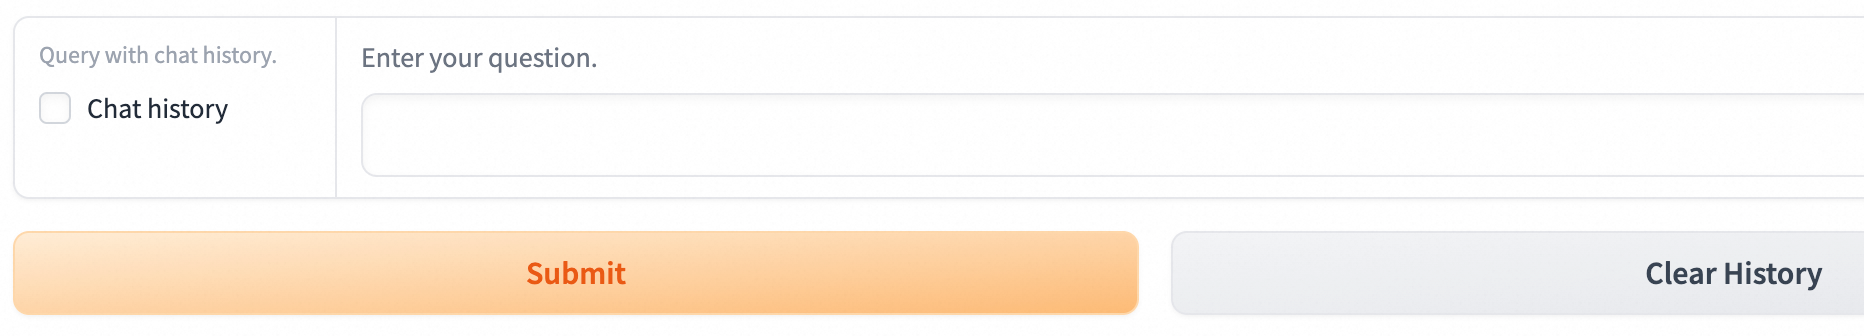 Query with chat history.
Chat history
Enter your question.
Submit
Clear History